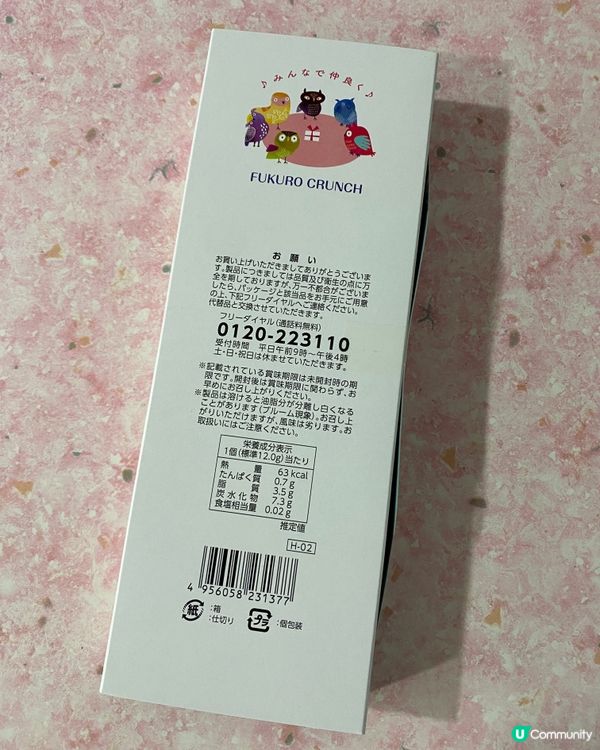 ♪みんなで仲良く♪
FUKURO CRUNCH
お願い
お買い上げいただきましてありがとうございま
す。製品につきましては品質及び衛生の点に万
全を期しておりますが、万一不都合がございま
したら、パッケージと該当品をお手元にご用意
の上、下記フリーダイヤルへご連絡ください。
代替品と交換させていただきます。
フリーダイヤル(通話料無料)
0120-223110
受付時間 平日午前9時〜午後4時
土・日・祝日は休ませていただきます。
※記載されている賞味期限は未開封時の期
限です。開封後は賞味期限に関わらず、お
早めにお召し上がりください。
※製品は溶けると油脂分が分離し白くなる
ことがあります(ブルーム現象)。お召し上
がりいただけますが、風味は劣ります。お
取扱いにはご注意ください。
栄養成分表示
1個(標準12.0g)当たり
熱量 63kcal
たんぱく質 0.7g
脂質 3.5g
炭水化物 7.3g
食塩相当量 0.02g
推定値
H-02
4 956058 231377
紙 :箱 :仕切り
プラ :個包装
U Community